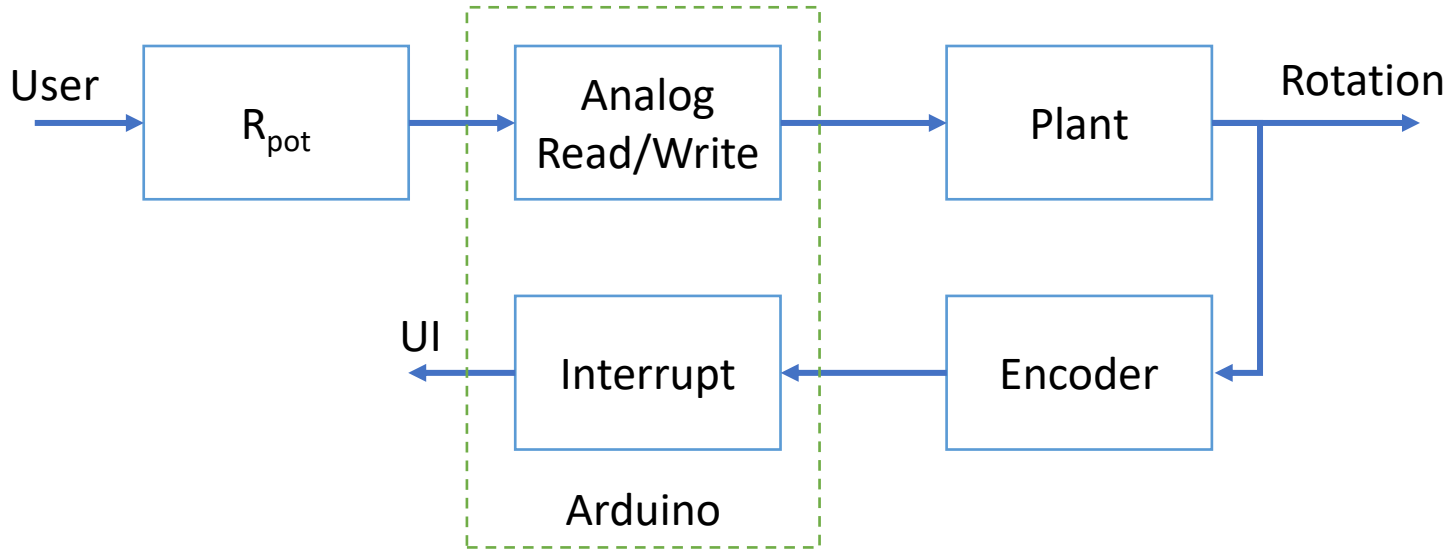 User
R_pot
Analog
Read/Write
Plant
Rotation
UI
Interrupt
Encoder
Arduino